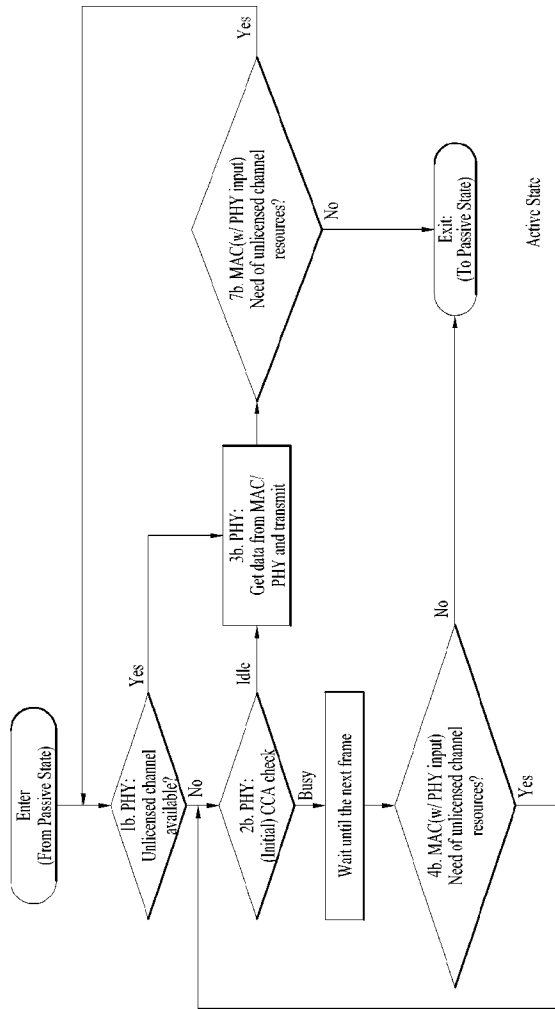 Enter
(From Passive State)
1b. PHY:
Unlicensed channel
available?
Yes
No
2b. PHY:
(Initial) CCA check
Idle
Busy
3b. PHY:
Get data from MAC/
PHY and transmit
Wait until the next frame
4b. MAC(w/ PHY input)
Need of unlicensed channel
resources?
No
Yes
7b. MAC(w/ PHY input)
Need of unlicensed channel
resources?
Yes
No
Exit
(To Passive State)
Active State